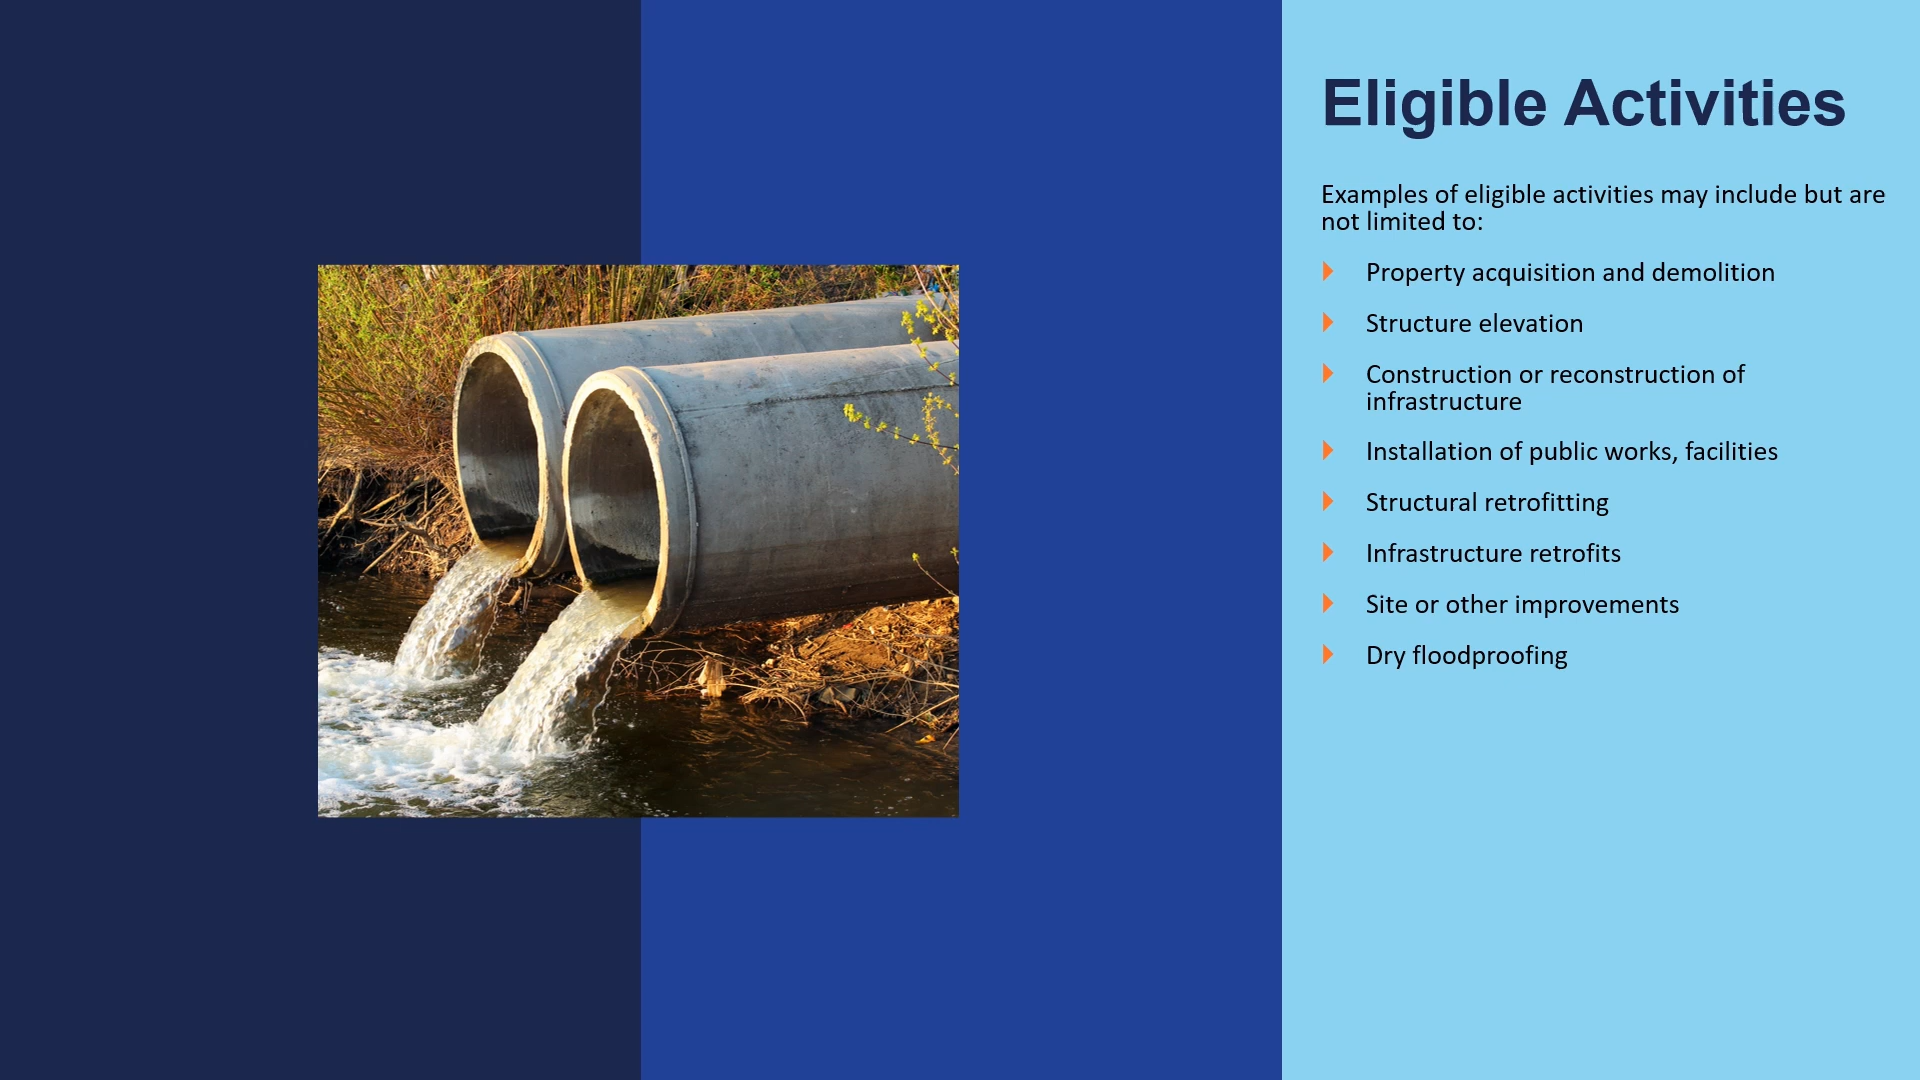 Eligible Activities
Examples of eligible activities may include but are
not limited to:
Property acquisition and demolition
Structure elevation
Construction or reconstruction of
infrastructure
Installation of public works, facilities
Structural retrofitting
Infrastructure retrofits
Site or other improvements
Dry floodproofing